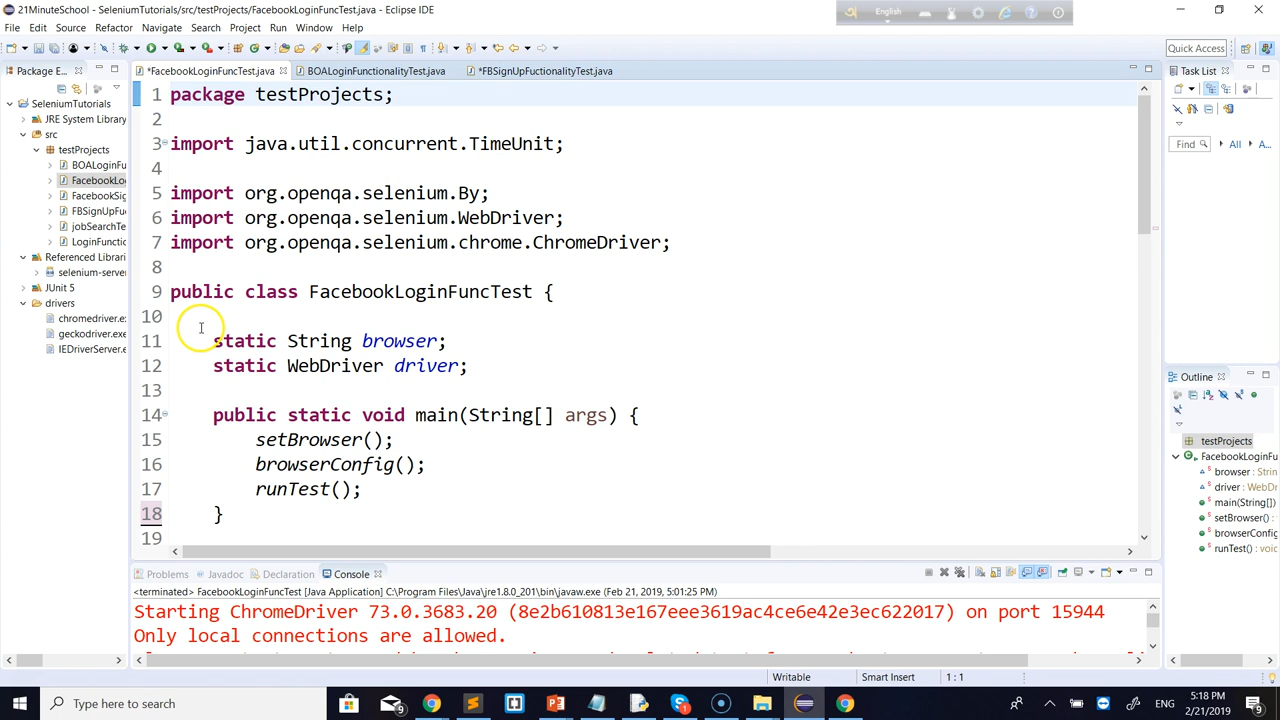 21MinuteSchool - SeleniumTutorials/src/testProjects/FacebookLoginFuncTest.java - Eclipse IDE
English
File Edit Source Refactor Navigate Search Project Run Window Help
Quick Access
Package E...
*FacebookLoginFuncTest.java
BOALoginFunctionalityTest.java
*FBSignUpFuctionalityTest.java
Task List
SeleniumTutorials
JRE System Library
src
testProjects
BOALoginFu
FacebookLo
FacebookSig
FBSignUpFu
jobSearchTe
LoginFunctio
Referenced Librari
selenium-server
JUnit 5
drivers
chromedriver.e
geckodriver.exe
IEDriverServer.e
1 package testProjects;
2
3 import java.util.concurrent.TimeUnit;
4
5 import org.openqa.selenium.By;
6 import org.openqa.selenium.WebDriver;
7 import org.openqa.selenium.chrome.ChromeDriver;
8
9 public class FacebookLoginFuncTest {
10
11 static String browser;
12 static WebDriver driver;
13
14 public static void main(String[] args) {
15 setBrowser();
16 browserConfig();
17 runTest();
18 }
19
Find All A...
Outline
testProjects
FacebookLoginFu
browser : Strin
driver : WebDr
main(String[]
setBrowser() :
browserConfig
runTest() : voic
Problems Javadoc Declaration Console
<terminated> FacebookLoginFuncTest [Java Application] C:\Program Files\Java\jre1.8.0_201\bin\javaw.exe (Feb 21, 2019, 5:01:25 PM)
Starting ChromeDriver 73.0.3683.20 (8e2b610813e167eee3619ac4ce6e42e3ec622017) on port 15944
Only local connections are allowed.
Writable Smart Insert 1 : 1
Type here to search
9
ENG
5:18 PM
2/21/2019